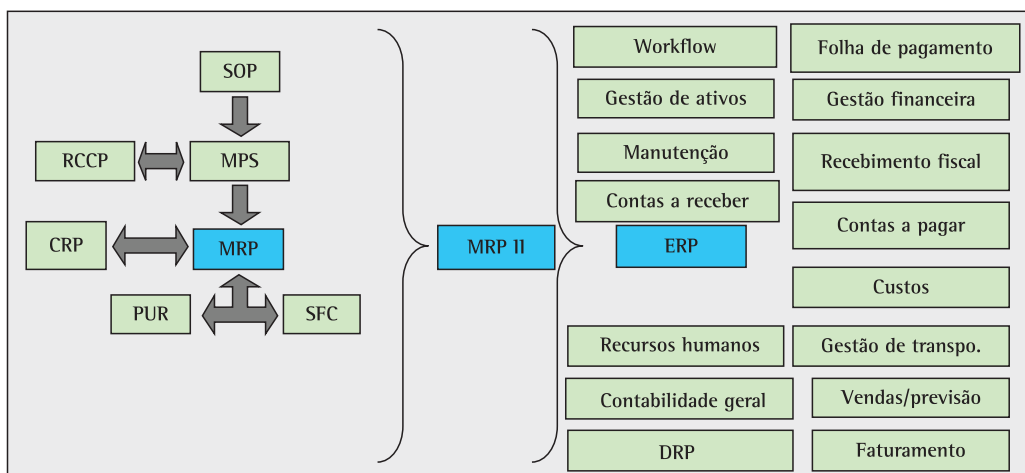 SOP
RCCP
MPS
CRP
MRP
PUR
SFC
MRP II
Workflow
Gestão de ativos
Manutenção
Contas a receber
ERP
Recursos humanos
Contabilidade geral
DRP
Folha de pagamento
Gestão financeira
Recebimento fiscal
Contas a pagar
Custos
Gestão de transpo.
Vendas/previsão
Faturamento